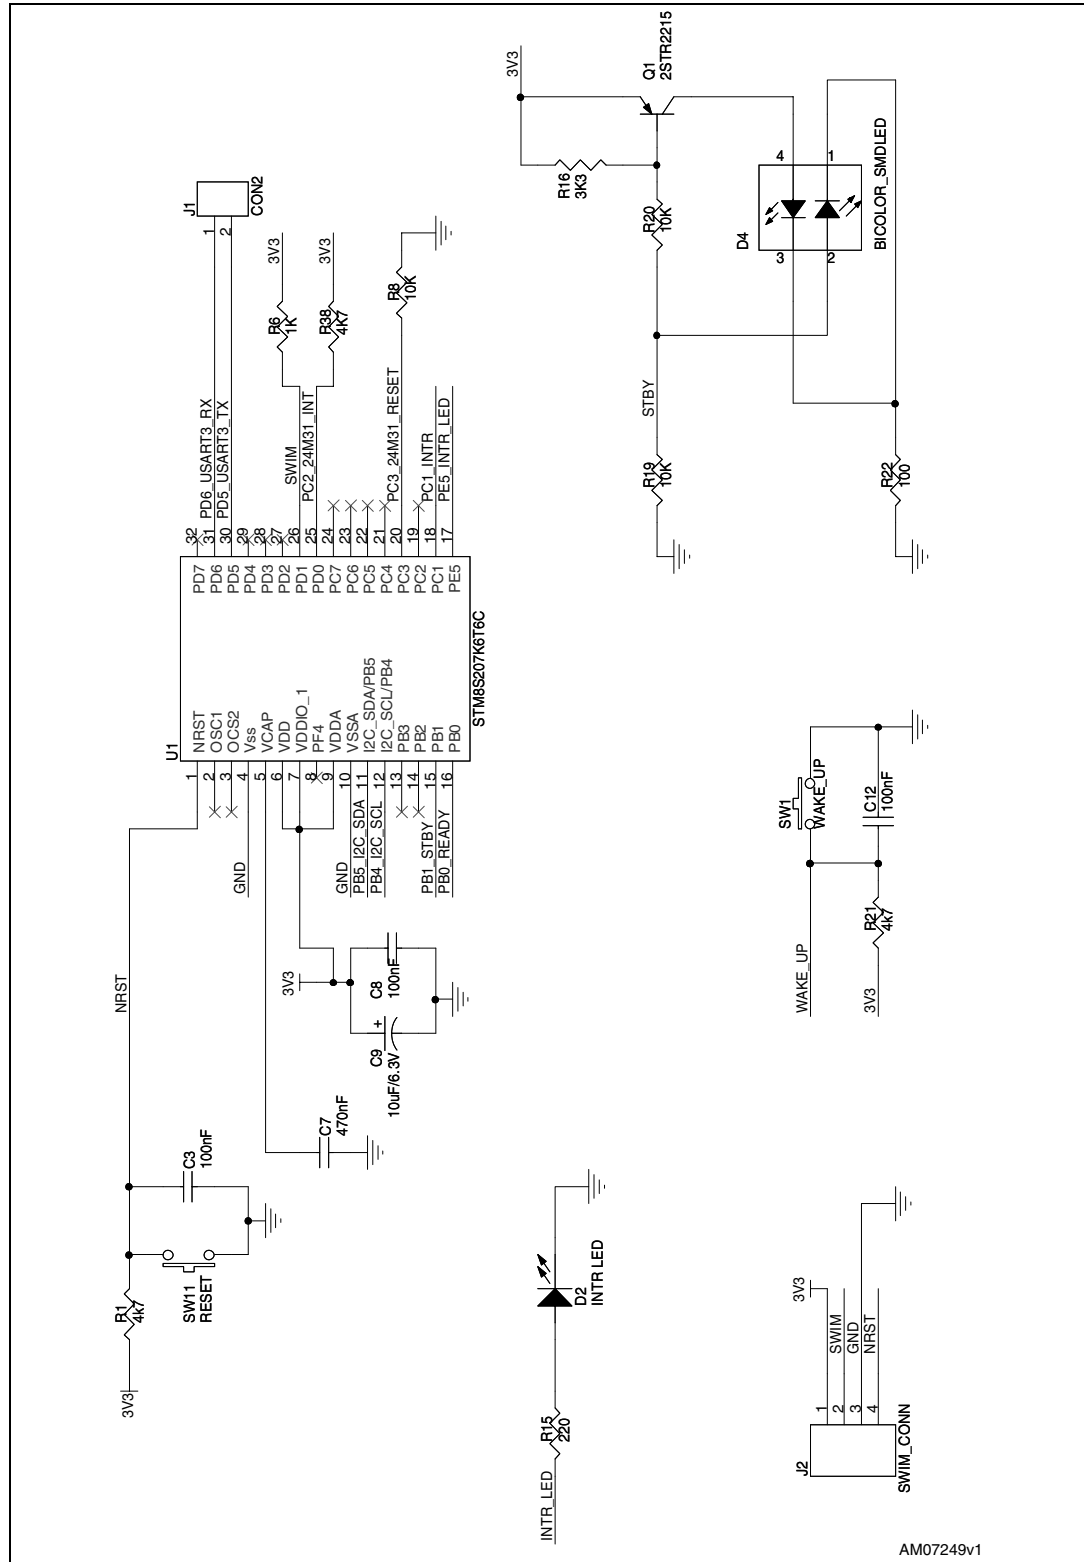 3V3
R1
4k7
SW11
RESET
C3
100nF
NRST
GND
C7
470nF
3V3
C9
10uF/6.3V
+
C8
100nF
GND
PB5_I2C_SDA
PB4_I2C_SCL
PB1_STBY
PB0_READY
1
2
3
4
5
6
7
8
9
10
11
12
13
14
15
16
U1
NRST
OSC1
OCS2
Vss
VCAP
VDD
VDDIO_1
PF4
VDDA
VSSA
I2C_SDA/PB5
I2C_SCL/PB4
PB3
PB2
PB1
PB0
STM8S207K6T6C
PD7
PD6
PD5
PD4
PD3
PD2
PD1
PD0
PC7
PC6
PC5
PC4
PC3
PC2
PC1
PE5
32
31
30
29
28
27
26
25
24
23
22
21
20
19
18
17
PD6_USART3_RX
PD5_USART3_TX
SWIM
PC2_24M31_INT
PC3_24M31_RESET
PC1_INTR
PE5_INTR_LED
J1
1
2
CON2
R6
1K
3V3
R38
4K7
3V3
R8
10K
INTR_LED
R15
220
D2
INTR LED
3V3
R16
3K3
Q1
2STR2215
R20
10K
STBY
R19
10K
D4
4
1
3
2
BICOLOR_SMDLED
R22
100
J2
1
2
3
4
SWIM_CONN
3V3
SWIM
GND
NRST
WAKE_UP
3V3
R21
4k7
SW1
WAKE_UP
C12
100nF
AM07249v1